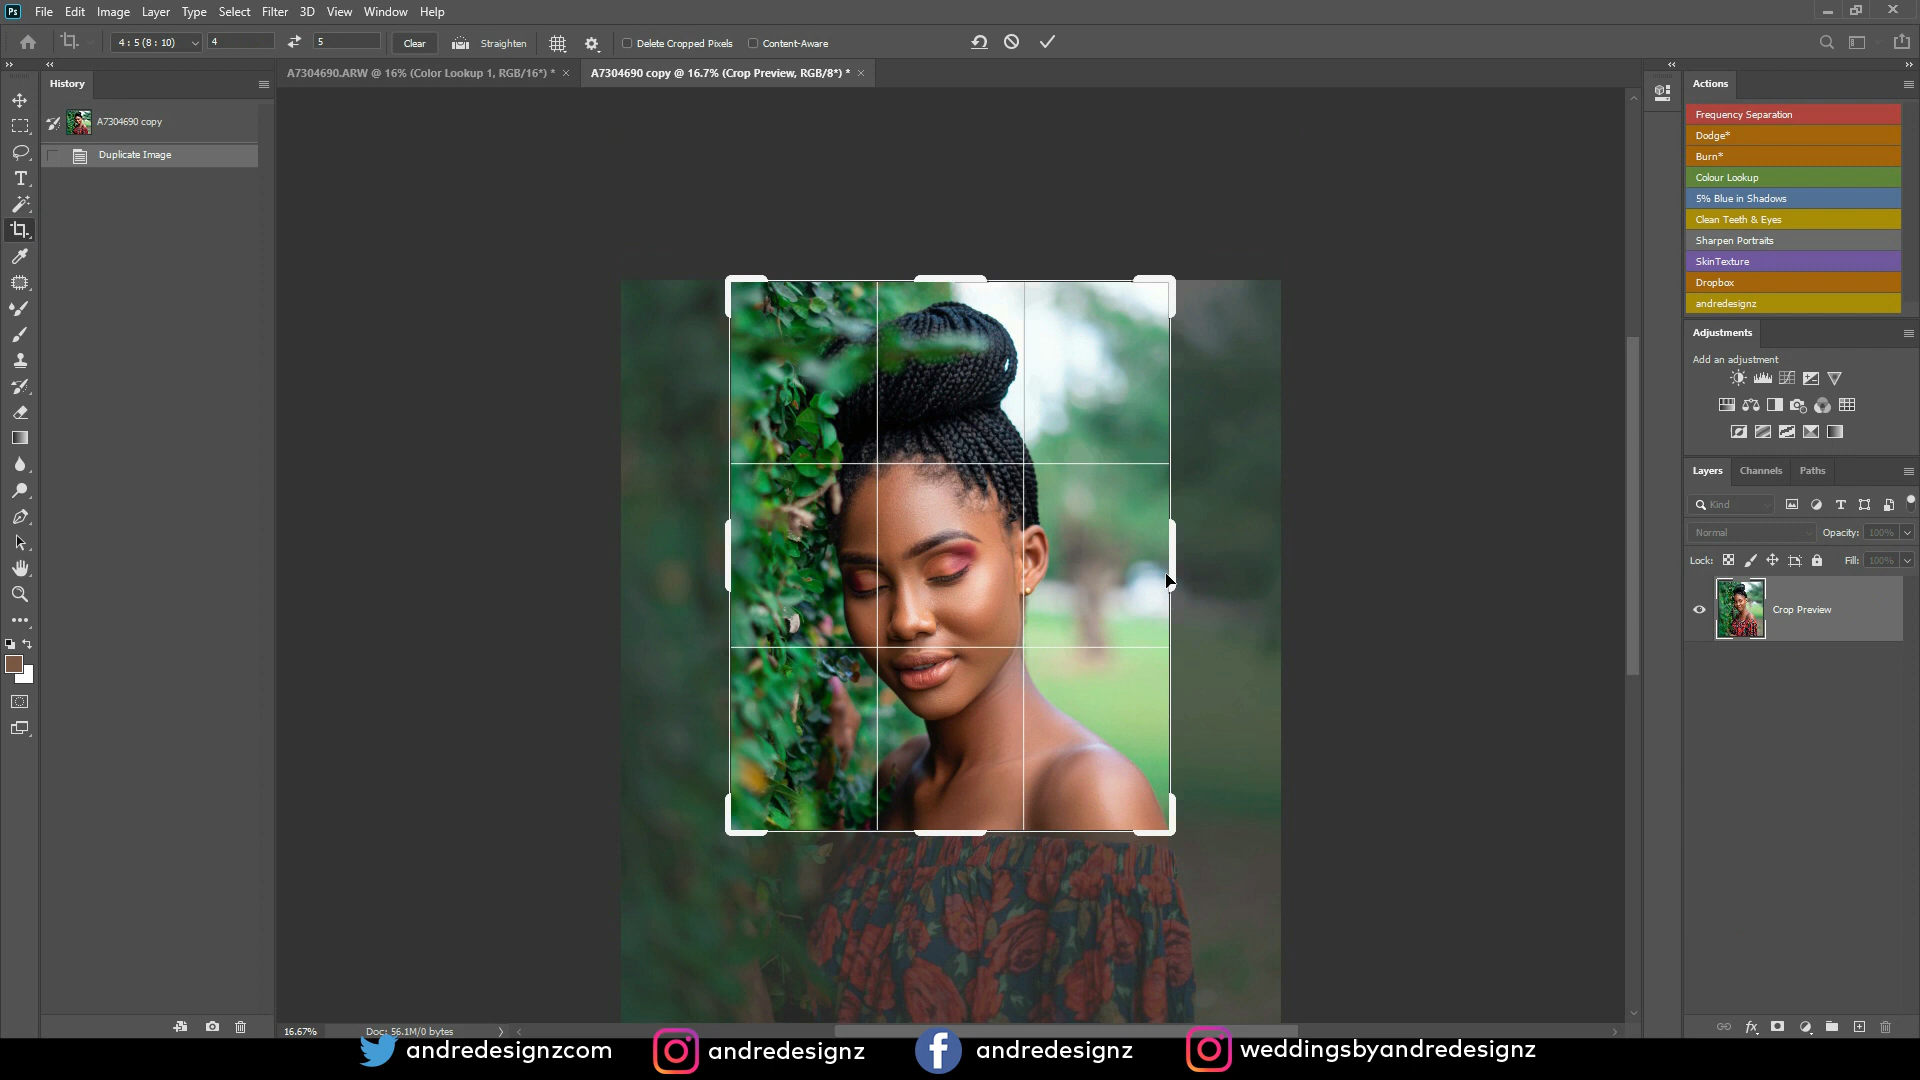 Ps File Edit Image Layer Type Select Filter 3D View Window Help
4 : 5 (8 : 10) 4 5 Clear Straighten Delete Cropped Pixels Content-Aware
A7304690.ARW @ 16% (Color Lookup 1, RGB/16*) * × A7304690 copy @ 16.7% (Crop Preview, RGB/8*) * ×
History
A7304690 copy
Duplicate Image
Actions
Frequency Separation
Dodge*
Burn*
Colour Lookup
5% Blue in Shadows
Clean Teeth & Eyes
Sharpen Portraits
SkinTexture
Dropbox
andredesignz
Adjustments
Add an adjustment
Layers Channels Paths
Kind
Normal Opacity: 100%
Lock: Fill: 100%
Crop Preview
16.67% Doc: 56.1M/0 bytes
andredesignzcom andredesignz andredesignz weddingsbyandredesignz